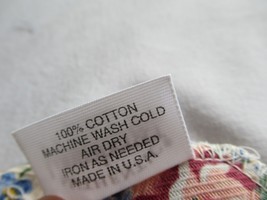 100% COTTON
MACHINE WASH COLD
AIR DRY
IRON AS NEEDED
MADE IN U.S.A.